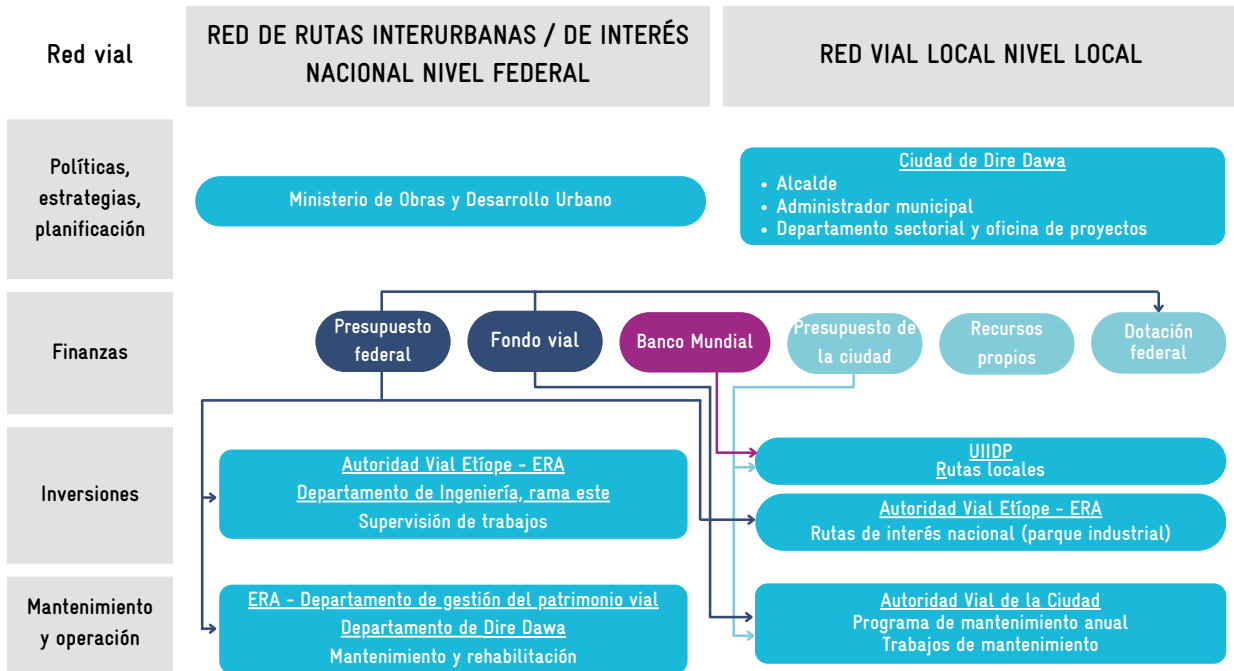 Red vial
RED DE RUTAS INTERURBANAS / DE INTERÉS
NACIONAL NIVEL FEDERAL
RED VIAL LOCAL NIVEL LOCAL
Políticas,
estrategias,
planificación
Ministerio de Obras y Desarrollo Urbano
Ciudad de Dire Dawa
• Alcalde
• Administrador municipal
• Departamento sectorial y oficina de proyectos
Finanzas
Presupuesto
federal
Fondo vial
Banco Mundial
Presupuesto de
la ciudad
Recursos
propios
Dotación
federal
Inversiones
Autoridad Vial Etíope - ERA
Departamento de Ingeniería, rama este
Supervisión de trabajos
UIIDP
Rutas locales
Autoridad Vial Etíope - ERA
Rutas de interés nacional (parque industrial)
Mantenimiento
y operación
ERA - Departamento de gestión del patrimonio vial
Departamento de Dire Dawa
Mantenimiento y rehabilitación
Autoridad Vial de la Ciudad
Programa de mantenimiento anual
Trabajos de mantenimiento